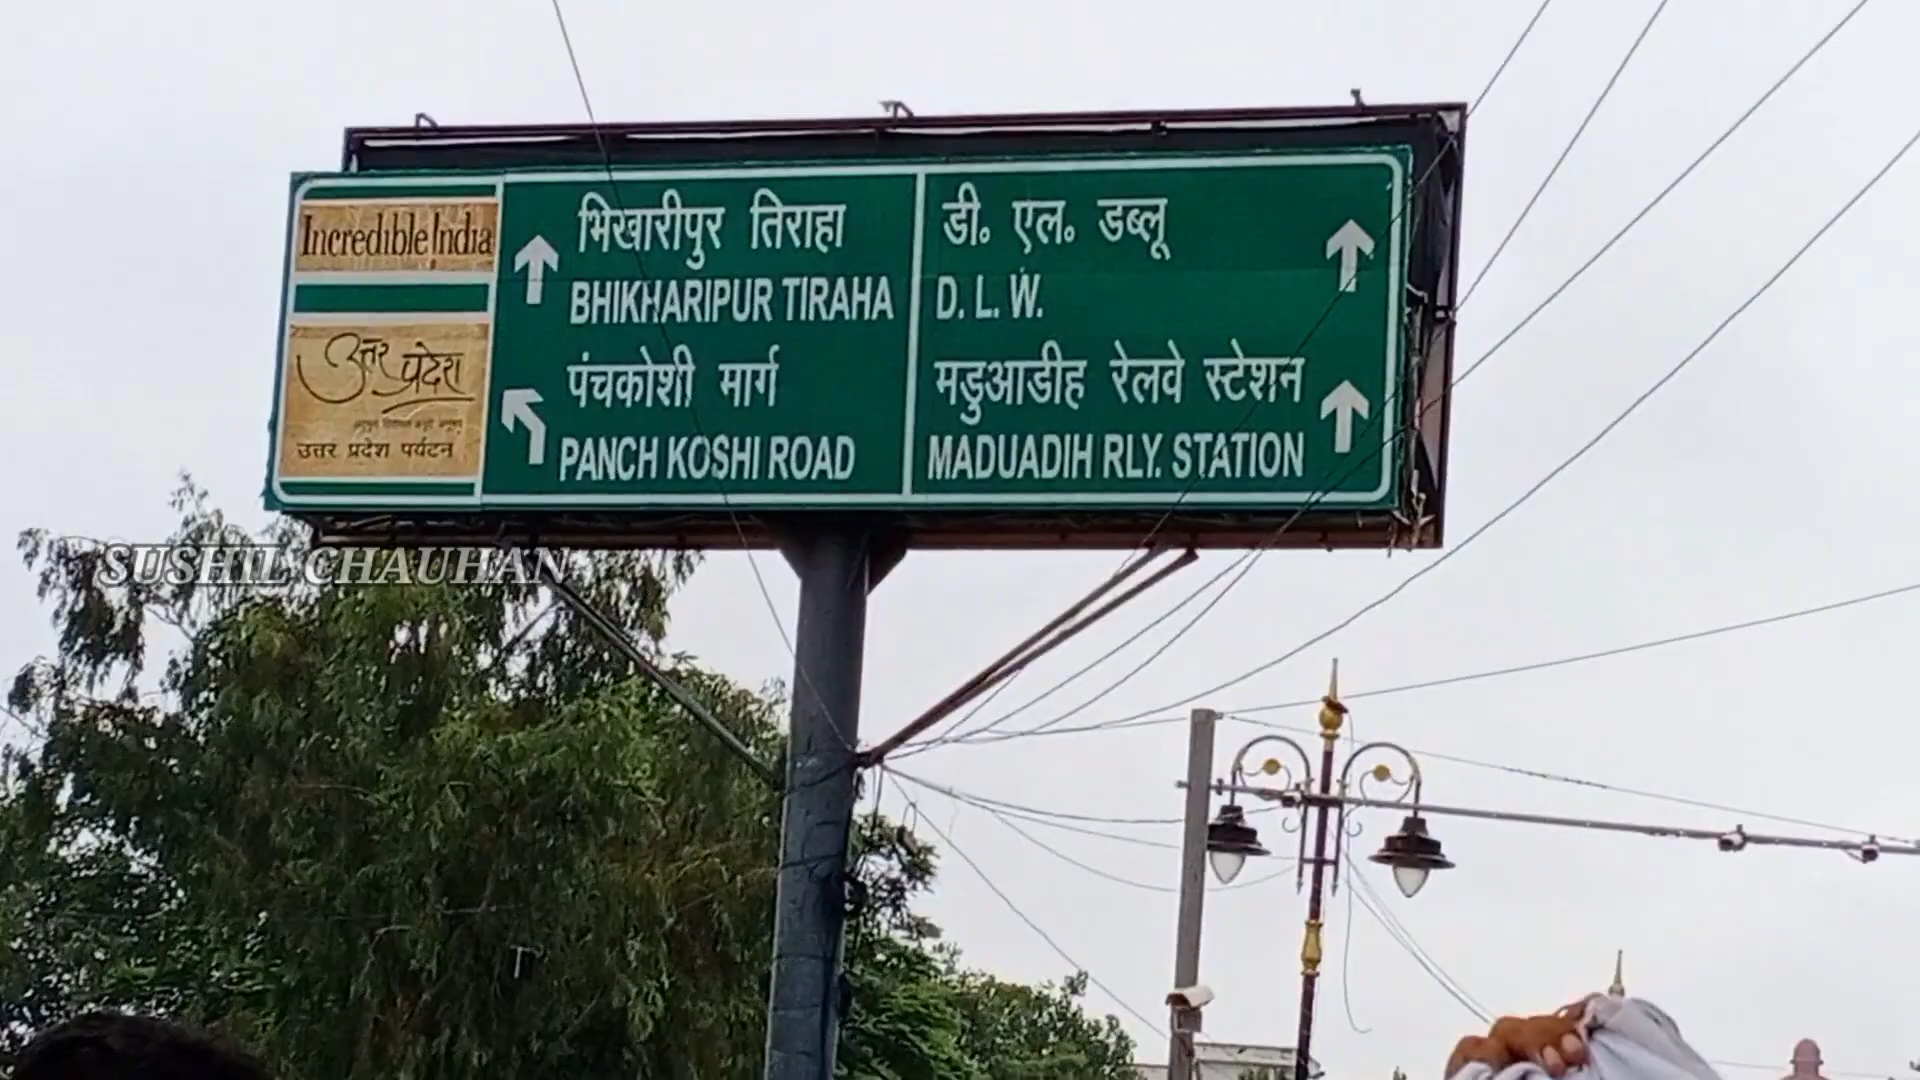 Incredible India
उत्तर प्रदेश
उत्तर प्रदेश पर्यटन
भिखारीपुर तिराहा
BHIKHARIPUR TIRAHA
पंचकोशी मार्ग
PANCH KOSHI ROAD
डी॰ एल॰ डब्लू
D. L. W.
मडुआडीह रेलवे स्टेशन
MADUADIH RLY. STATION
SUSHIL CHAUHAN